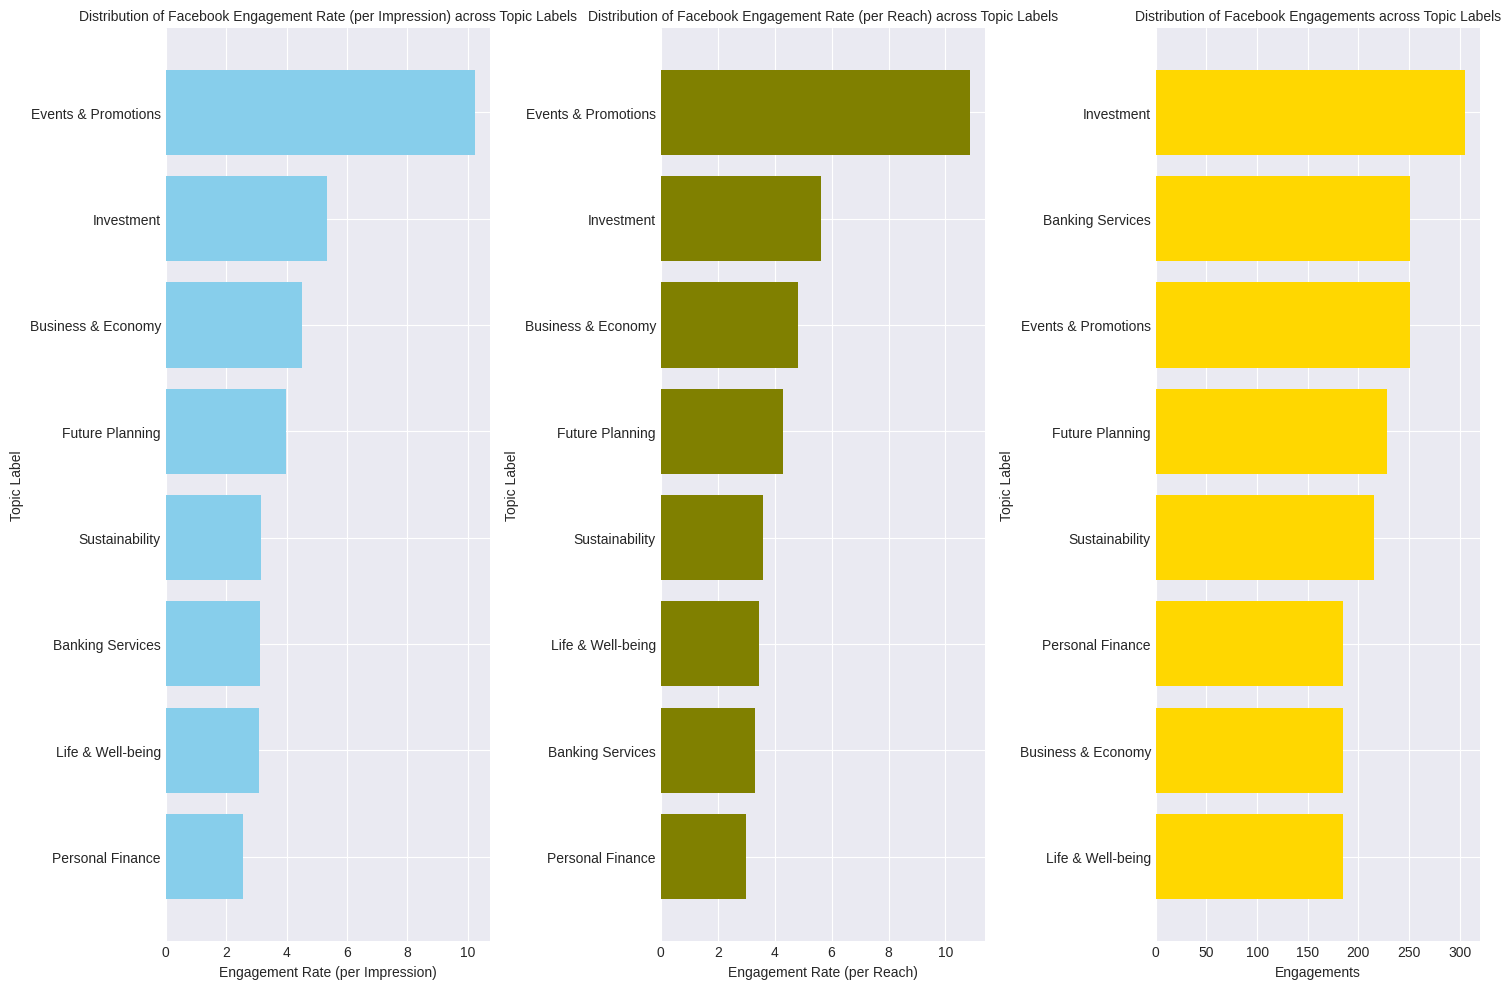 Distribution of Facebook Engagement Rate (per Impression) across Topic Labels
Topic Label
Events & Promotions
Investment
Business & Economy
Future Planning
Sustainability
Banking Services
Life & Well-being
Personal Finance
0 2 4 6 8 10
Engagement Rate (per Impression)
Distribution of Facebook Engagement Rate (per Reach) across Topic Labels
Topic Label
Events & Promotions
Investment
Business & Economy
Future Planning
Sustainability
Life & Well-being
Banking Services
Personal Finance
0 2 4 6 8 10
Engagement Rate (per Reach)
Distribution of Facebook Engagements across Topic Labels
Topic Label
Investment
Banking Services
Events & Promotions
Future Planning
Sustainability
Personal Finance
Business & Economy
Life & Well-being
0 50 100 150 200 250 300
Engagements